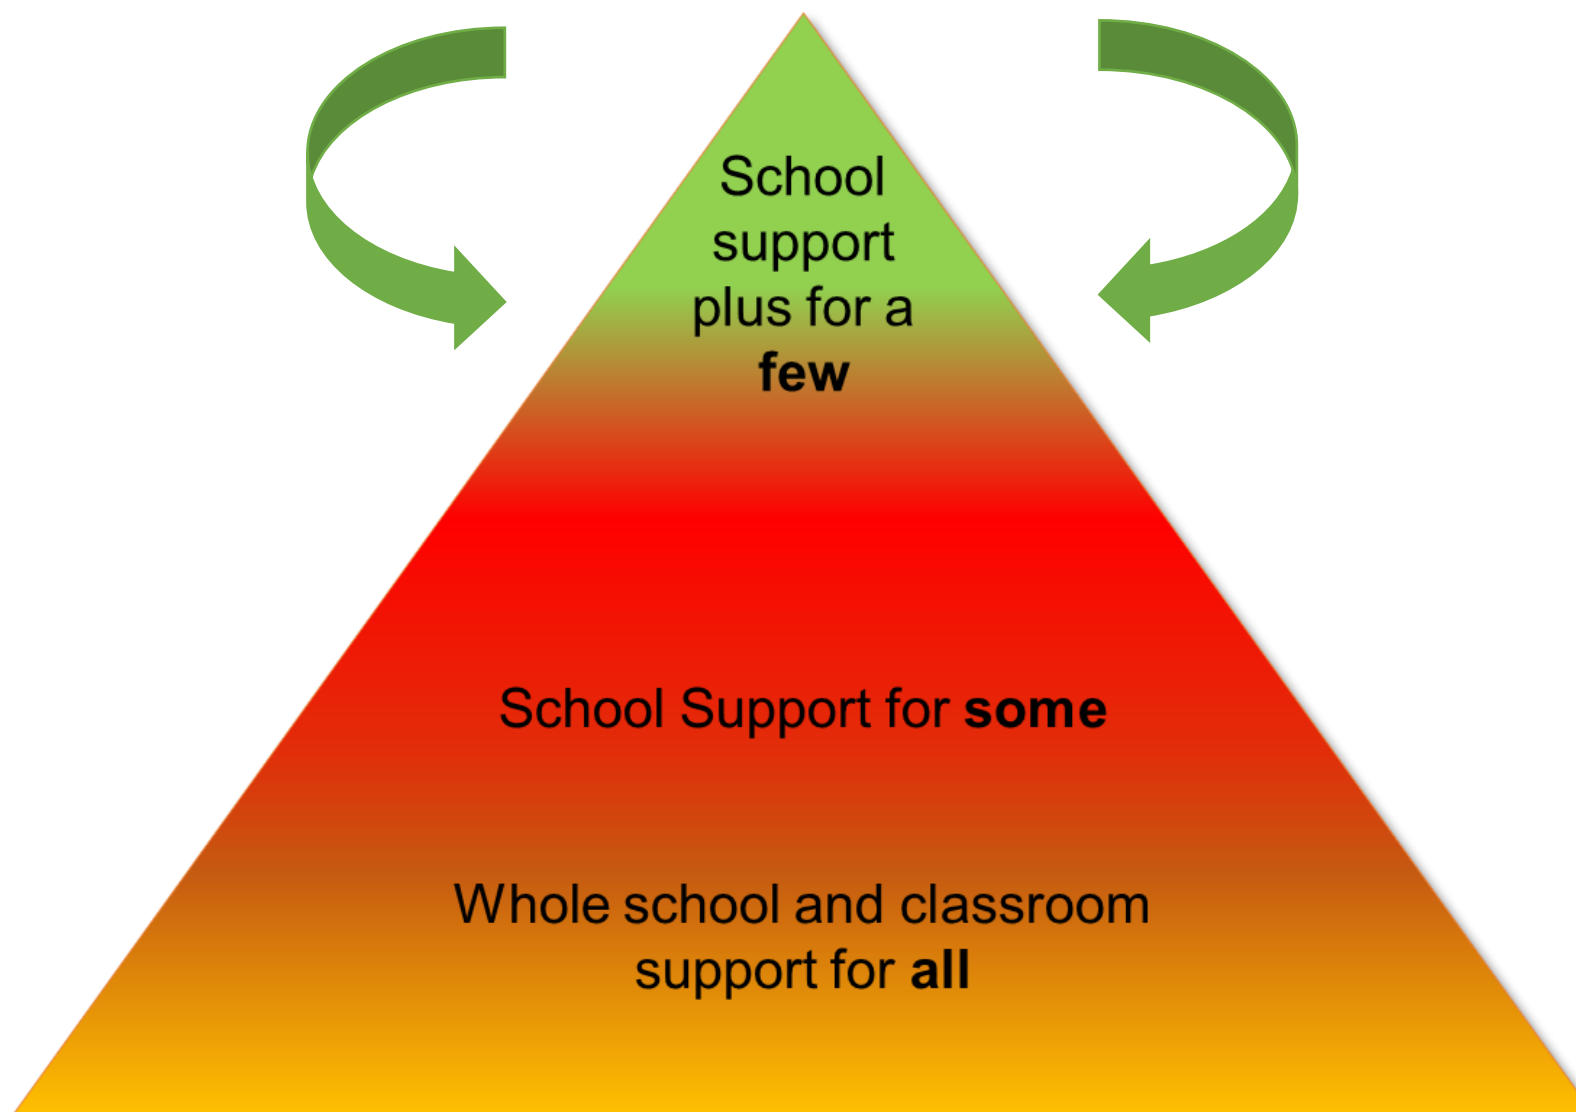 School
support
plus for a
few
School Support for some
Whole school and classroom
support for all